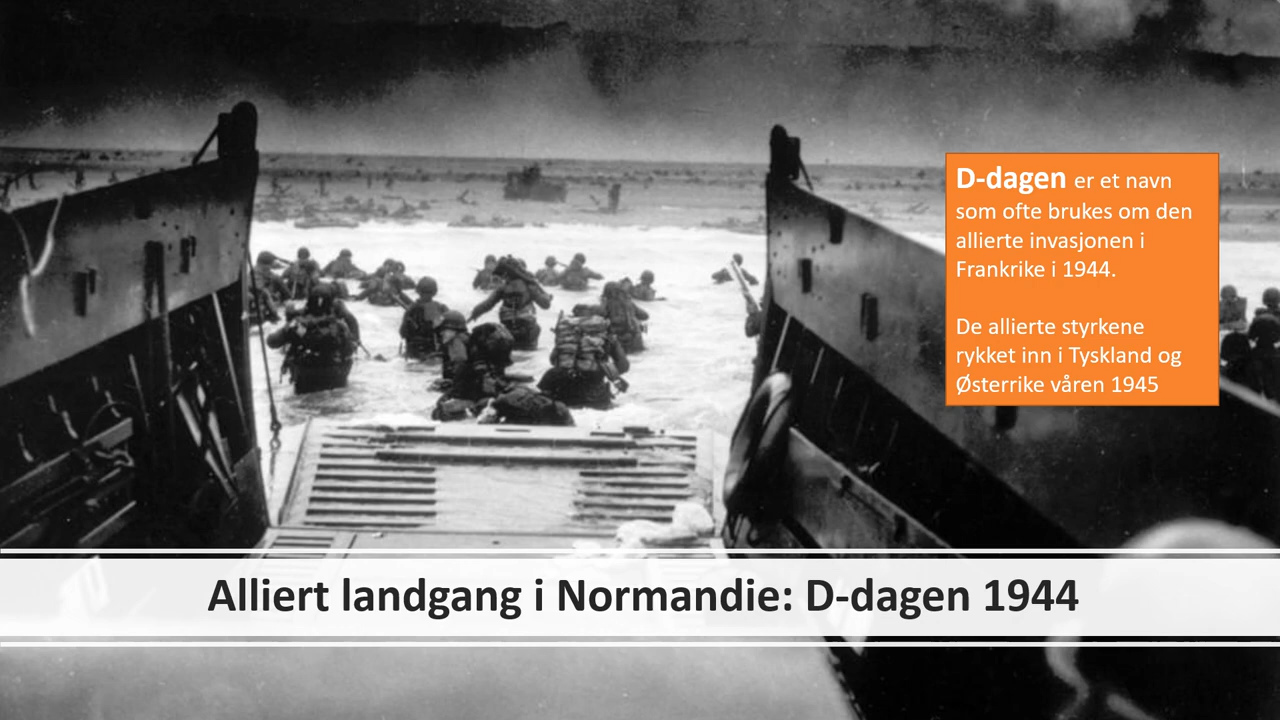 D-dagen er et navn
som ofte brukes om den
allierte invasjonen i
Frankrike i 1944.
De allierte styrkene
rykket inn i Tyskland og
Østerrike våren 1945
Alliert landgang i Normandie: D-dagen 1944